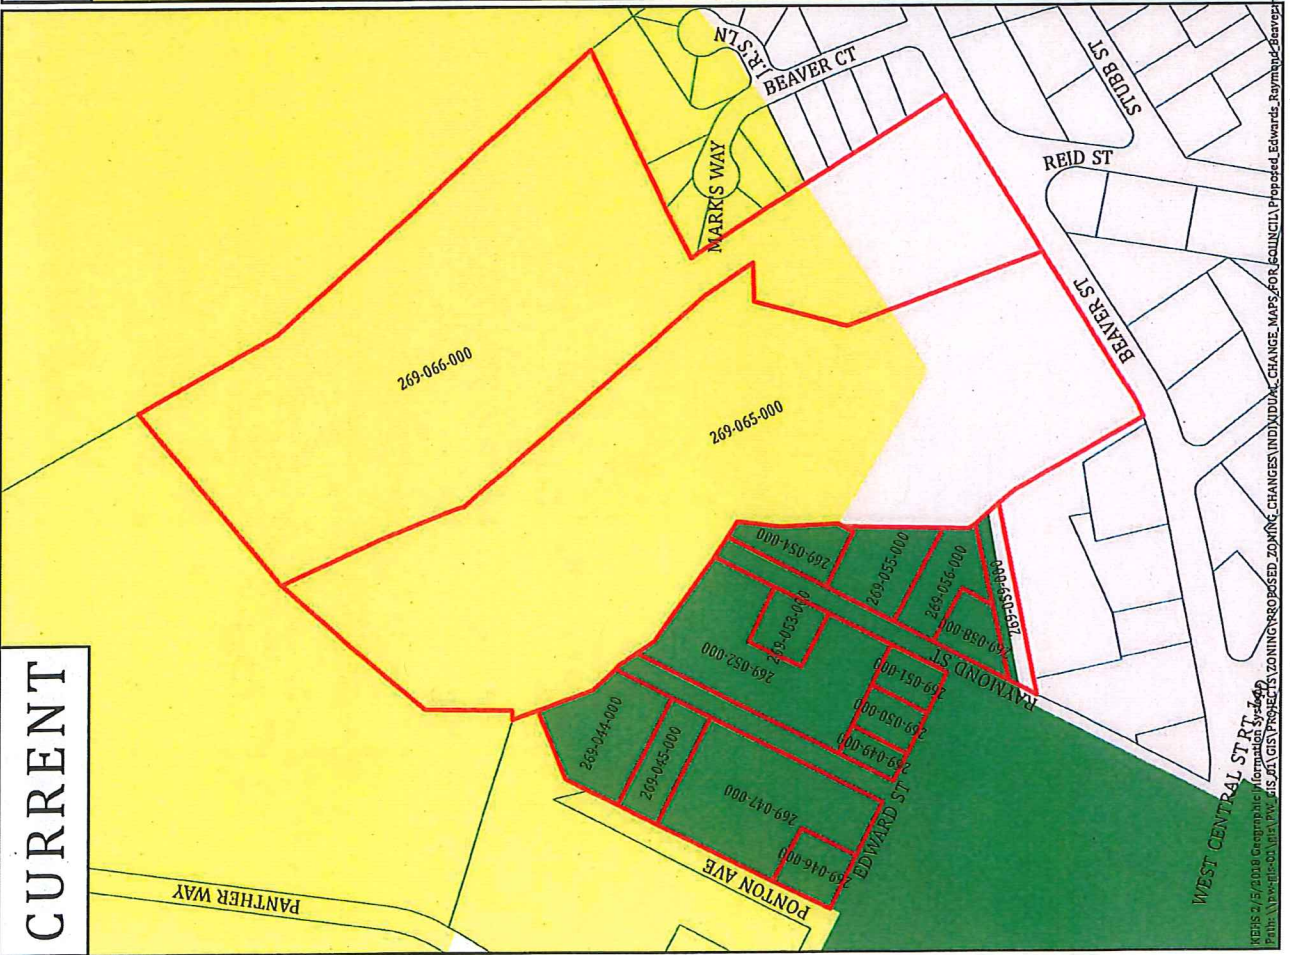 CURRENT
J.R.'S LN
BEAVER CT
STUBB ST
REID ST
MARK'S WAY
BEAVER ST
269-066-000
269-065-000
269-054-000
269-055-000
269-056-000
269-058-000
269-059-000
269-053-000
269-052-000
RAYMOND ST
269-051-000
269-050-000
269-049-000
269-044-000
269-045-000
269-047-000
269-046-000
EDWARD ST
PONTON AVE
PANTHER WAY
WEST CENTRAL ST RT